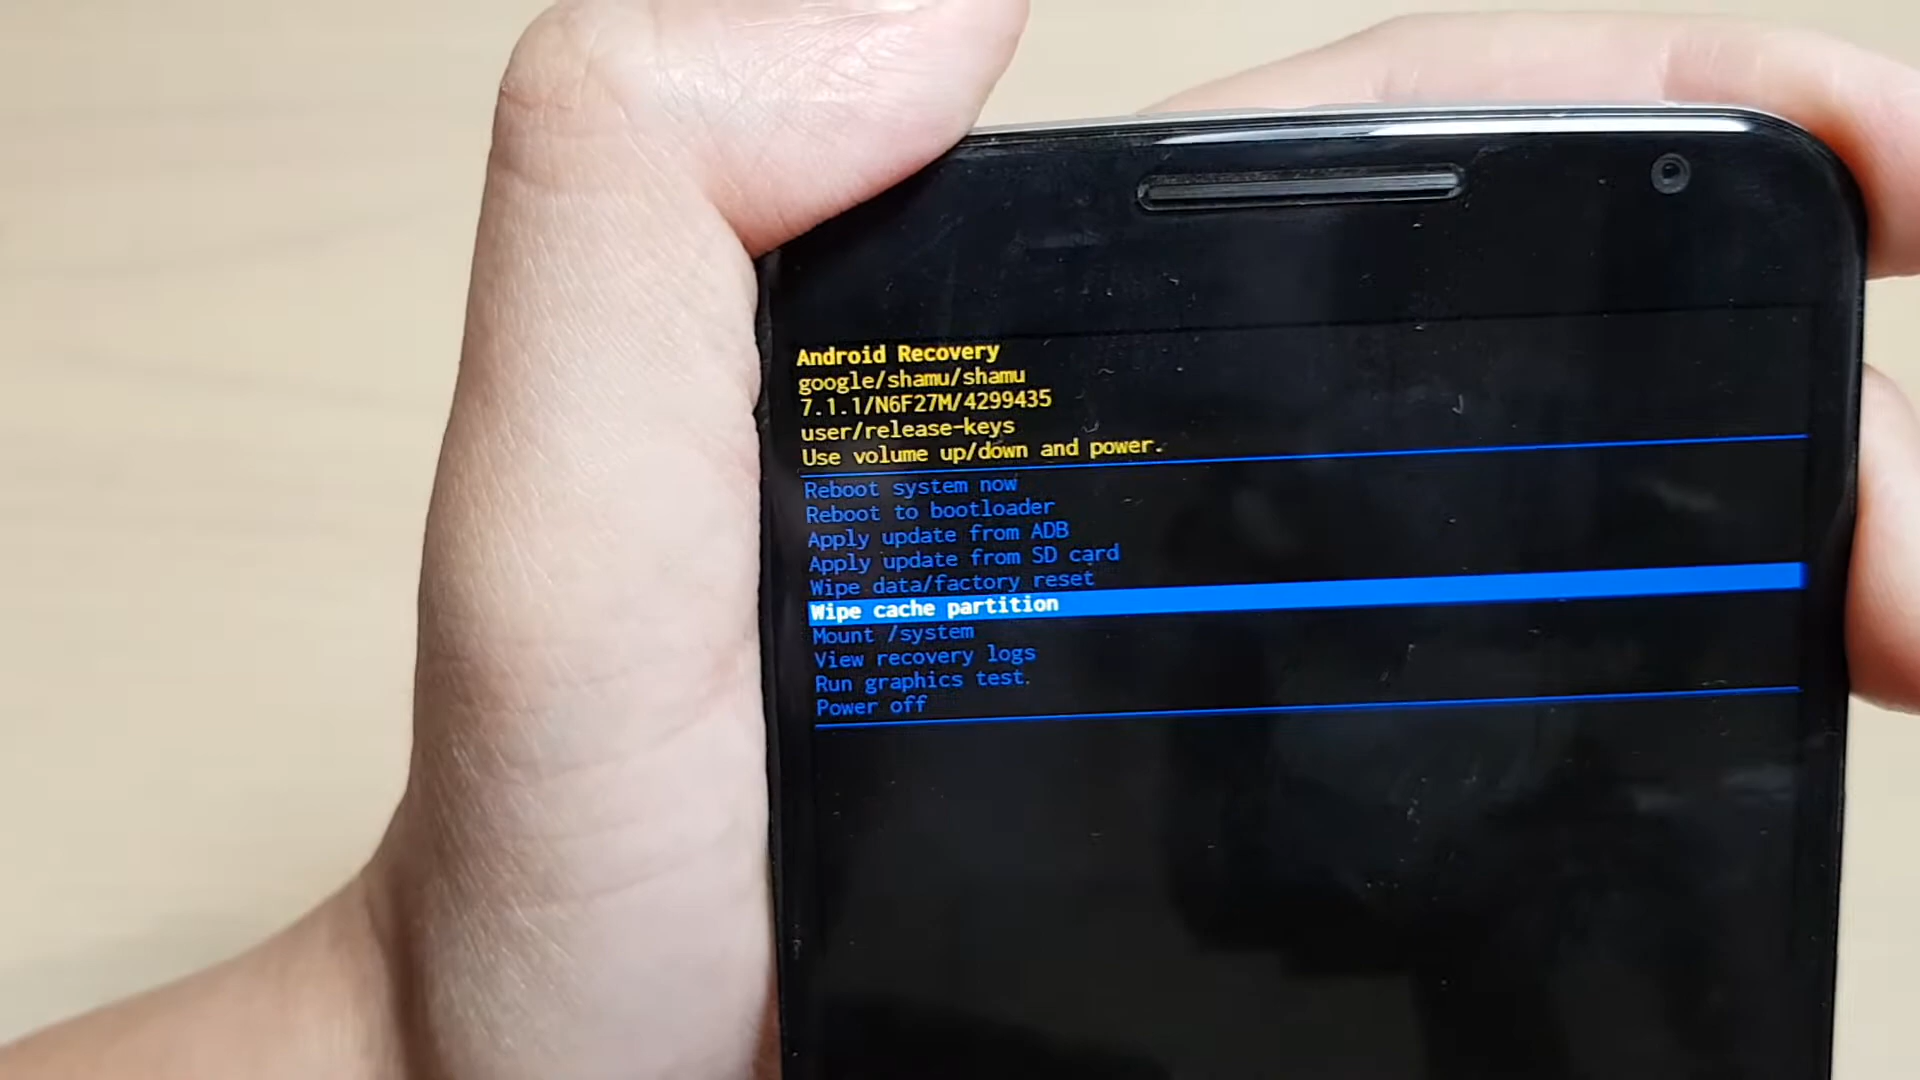 Android Recovery
google/shamu/shamu
7.1.1/N6F27M/4299435
user/release-keys
Use volume up/down and power.
Reboot system now
Reboot to bootloader
Apply update from ADB
Apply update from SD card
Wipe data/factory reset
Wipe cache partition
Mount /system
View recovery logs
Run graphics test
Power off